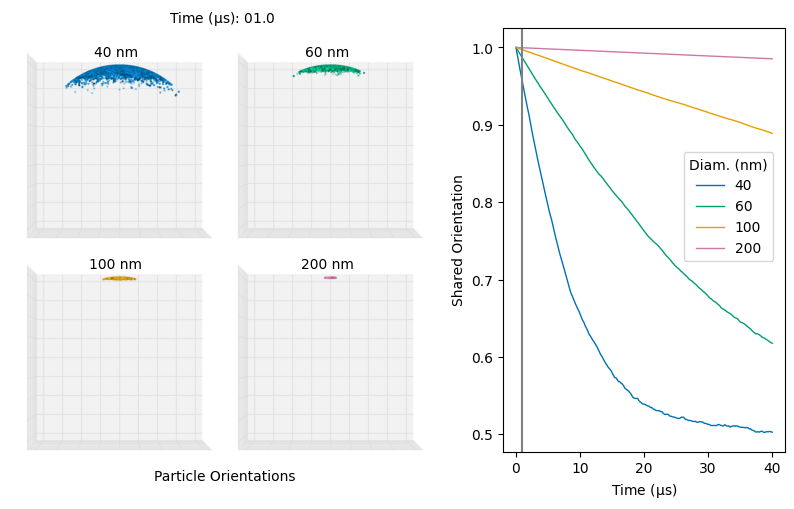 Time (µs): 01.0
40 nm
60 nm
100 nm
200 nm
Particle Orientations
Shared Orientation
1.0
0.9
0.8
0.7
0.6
0.5
Diam. (nm)
40
60
100
200
0
10
20
30
40
Time (µs)